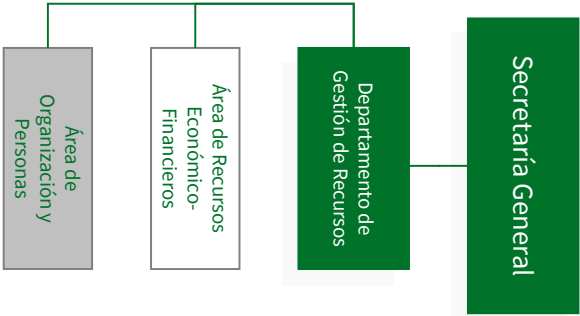 Secretaría General
Departamento de
Gestión de Recursos
Área de Recursos
Económico-
Financieros
Área de
Organización y
Personas